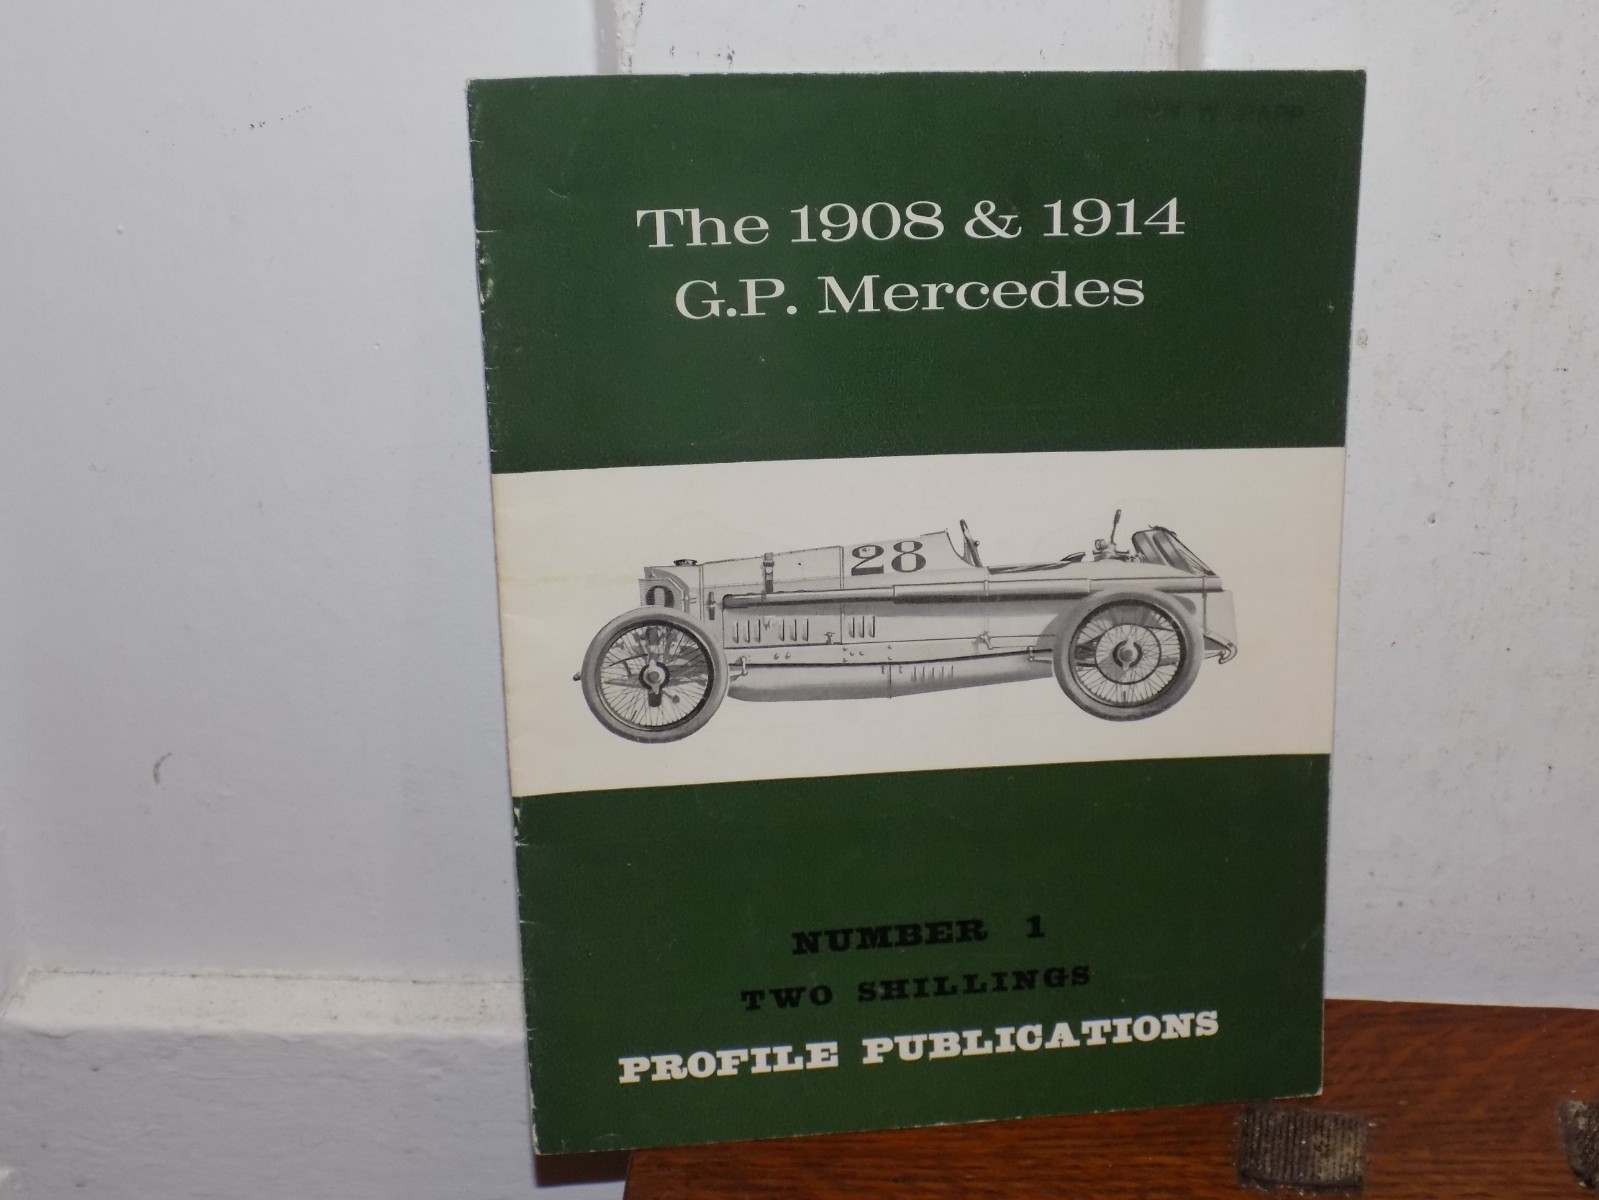 The 1908 & 1914
G.P. Mercedes
28
NUMBER 1
TWO SHILLINGS
PROFILE PUBLICATIONS